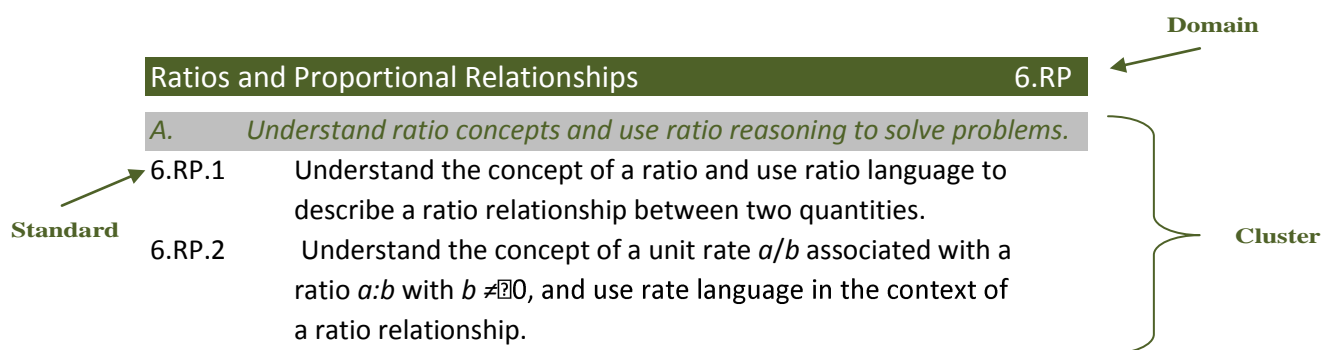 Domain
Ratios and Proportional Relationships 6.RP
A. Understand ratio concepts and use ratio reasoning to solve problems.
6.RP.1 Understand the concept of a ratio and use ratio language to
describe a ratio relationship between two quantities.
Standard
6.RP.2 Understand the concept of a unit rate a/b associated with a
Cluster
ratio a:b with b ≠⍰0, and use rate language in the context of
a ratio relationship.